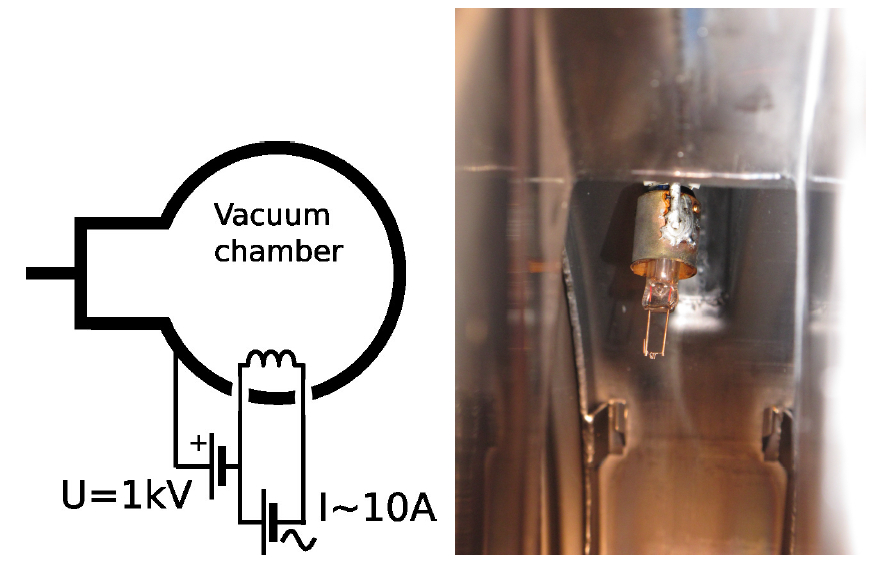 Vacuum
chamber
+
U=1kV
I~10A